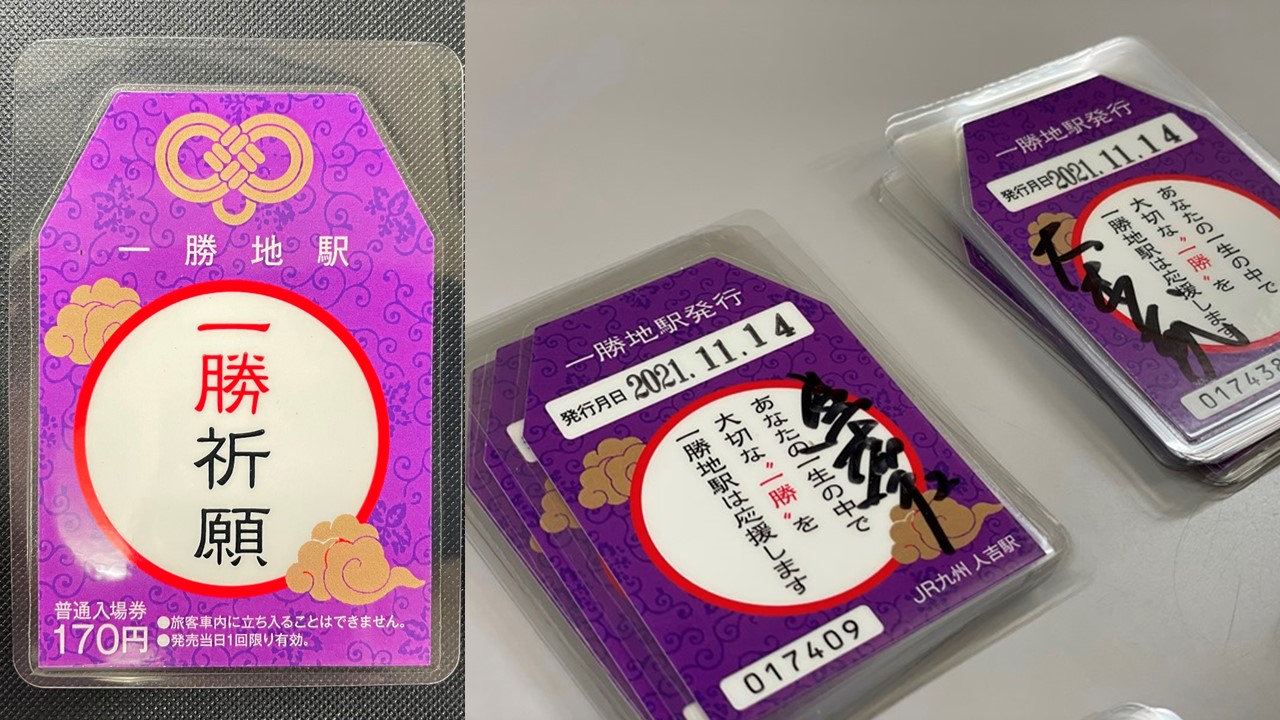 一勝地駅
一勝祈願
普通入場券
170円
●旅客車内に立ち入ることはできません。
●発売当日1回限り有効。
一勝地駅発行
発行月日 2021.11.14
あなたの一生の中で
大切な〝一勝〟を
一勝地駅は応援します
JR九州 人吉駅
017409
一勝地駅発行
発行月日 2021.11.14
あなたの一生の中で
大切な〝一勝〟を
一勝地駅は応援します
017438